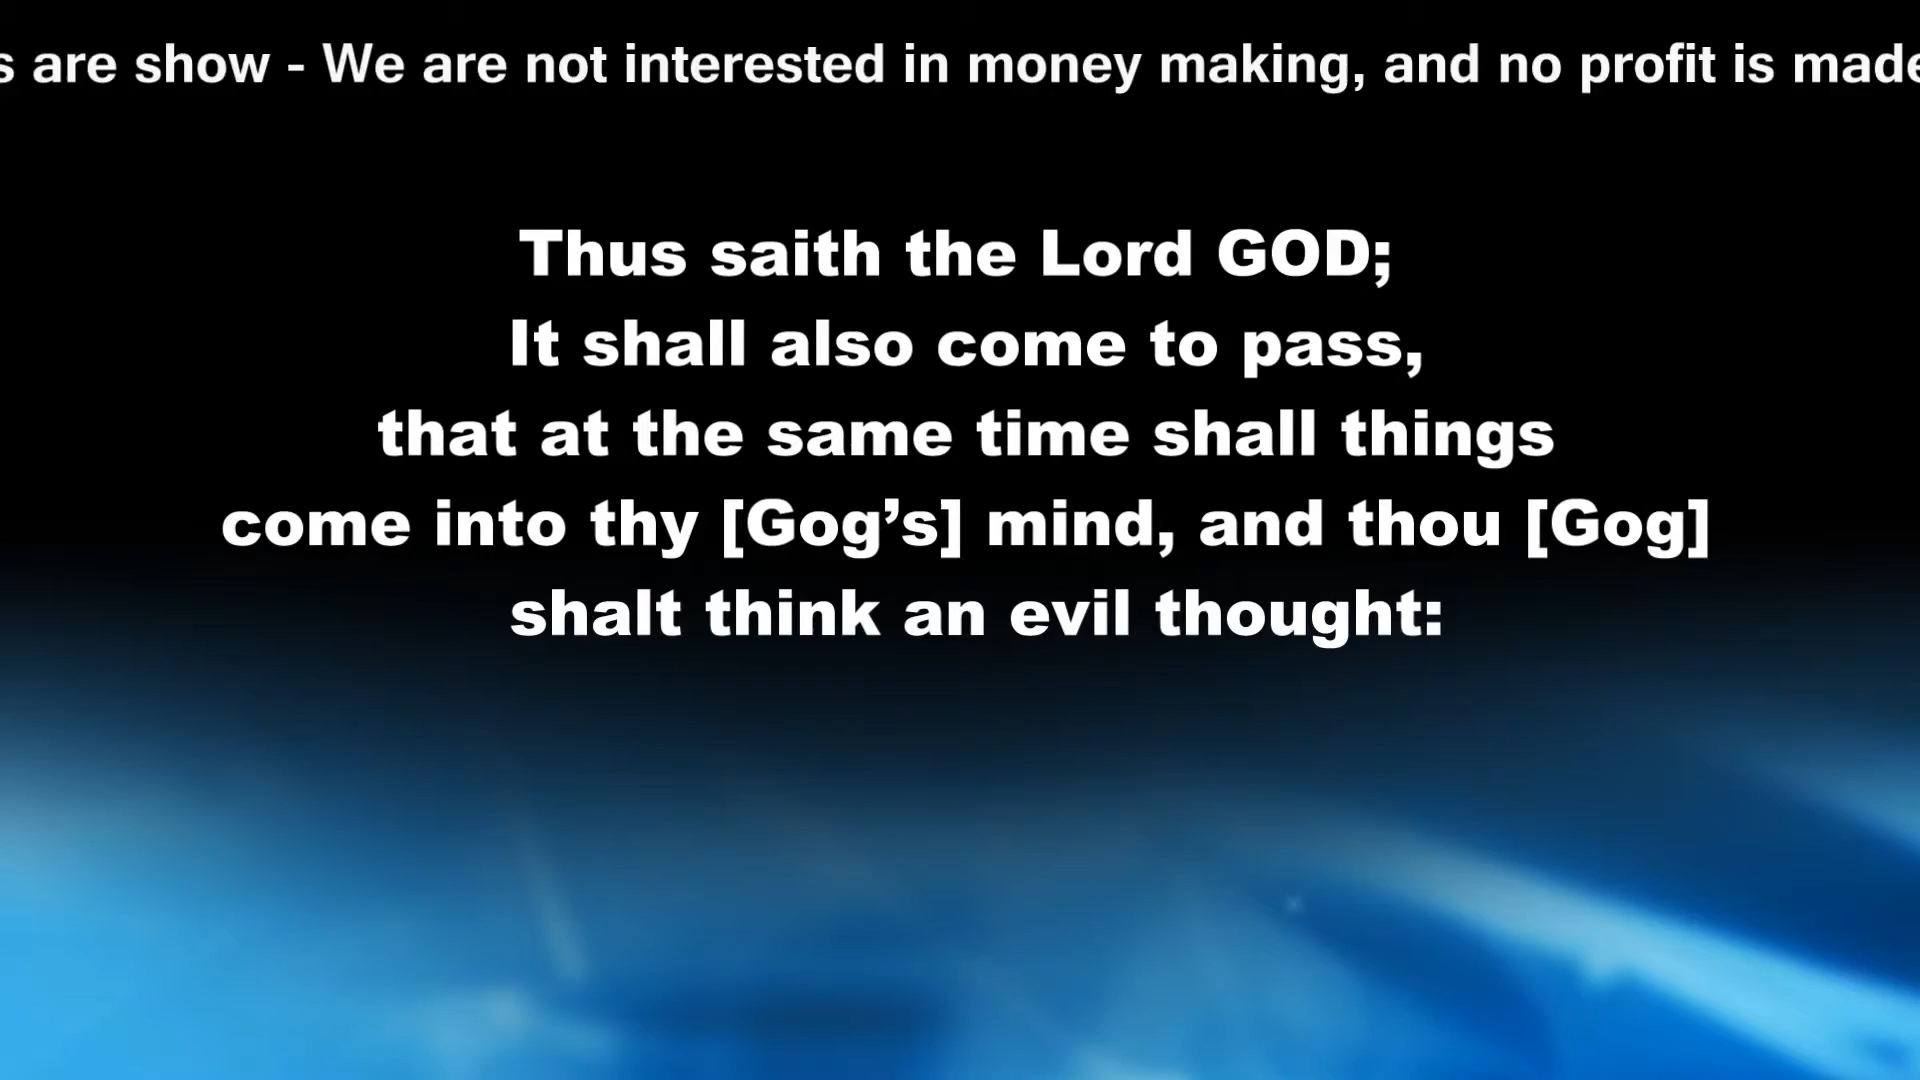 s are show - We are not interested in money making, and no profit is made
Thus saith the Lord GOD;
It shall also come to pass,
that at the same time shall things
come into thy [Gog’s] mind, and thou [Gog]
shalt think an evil thought: